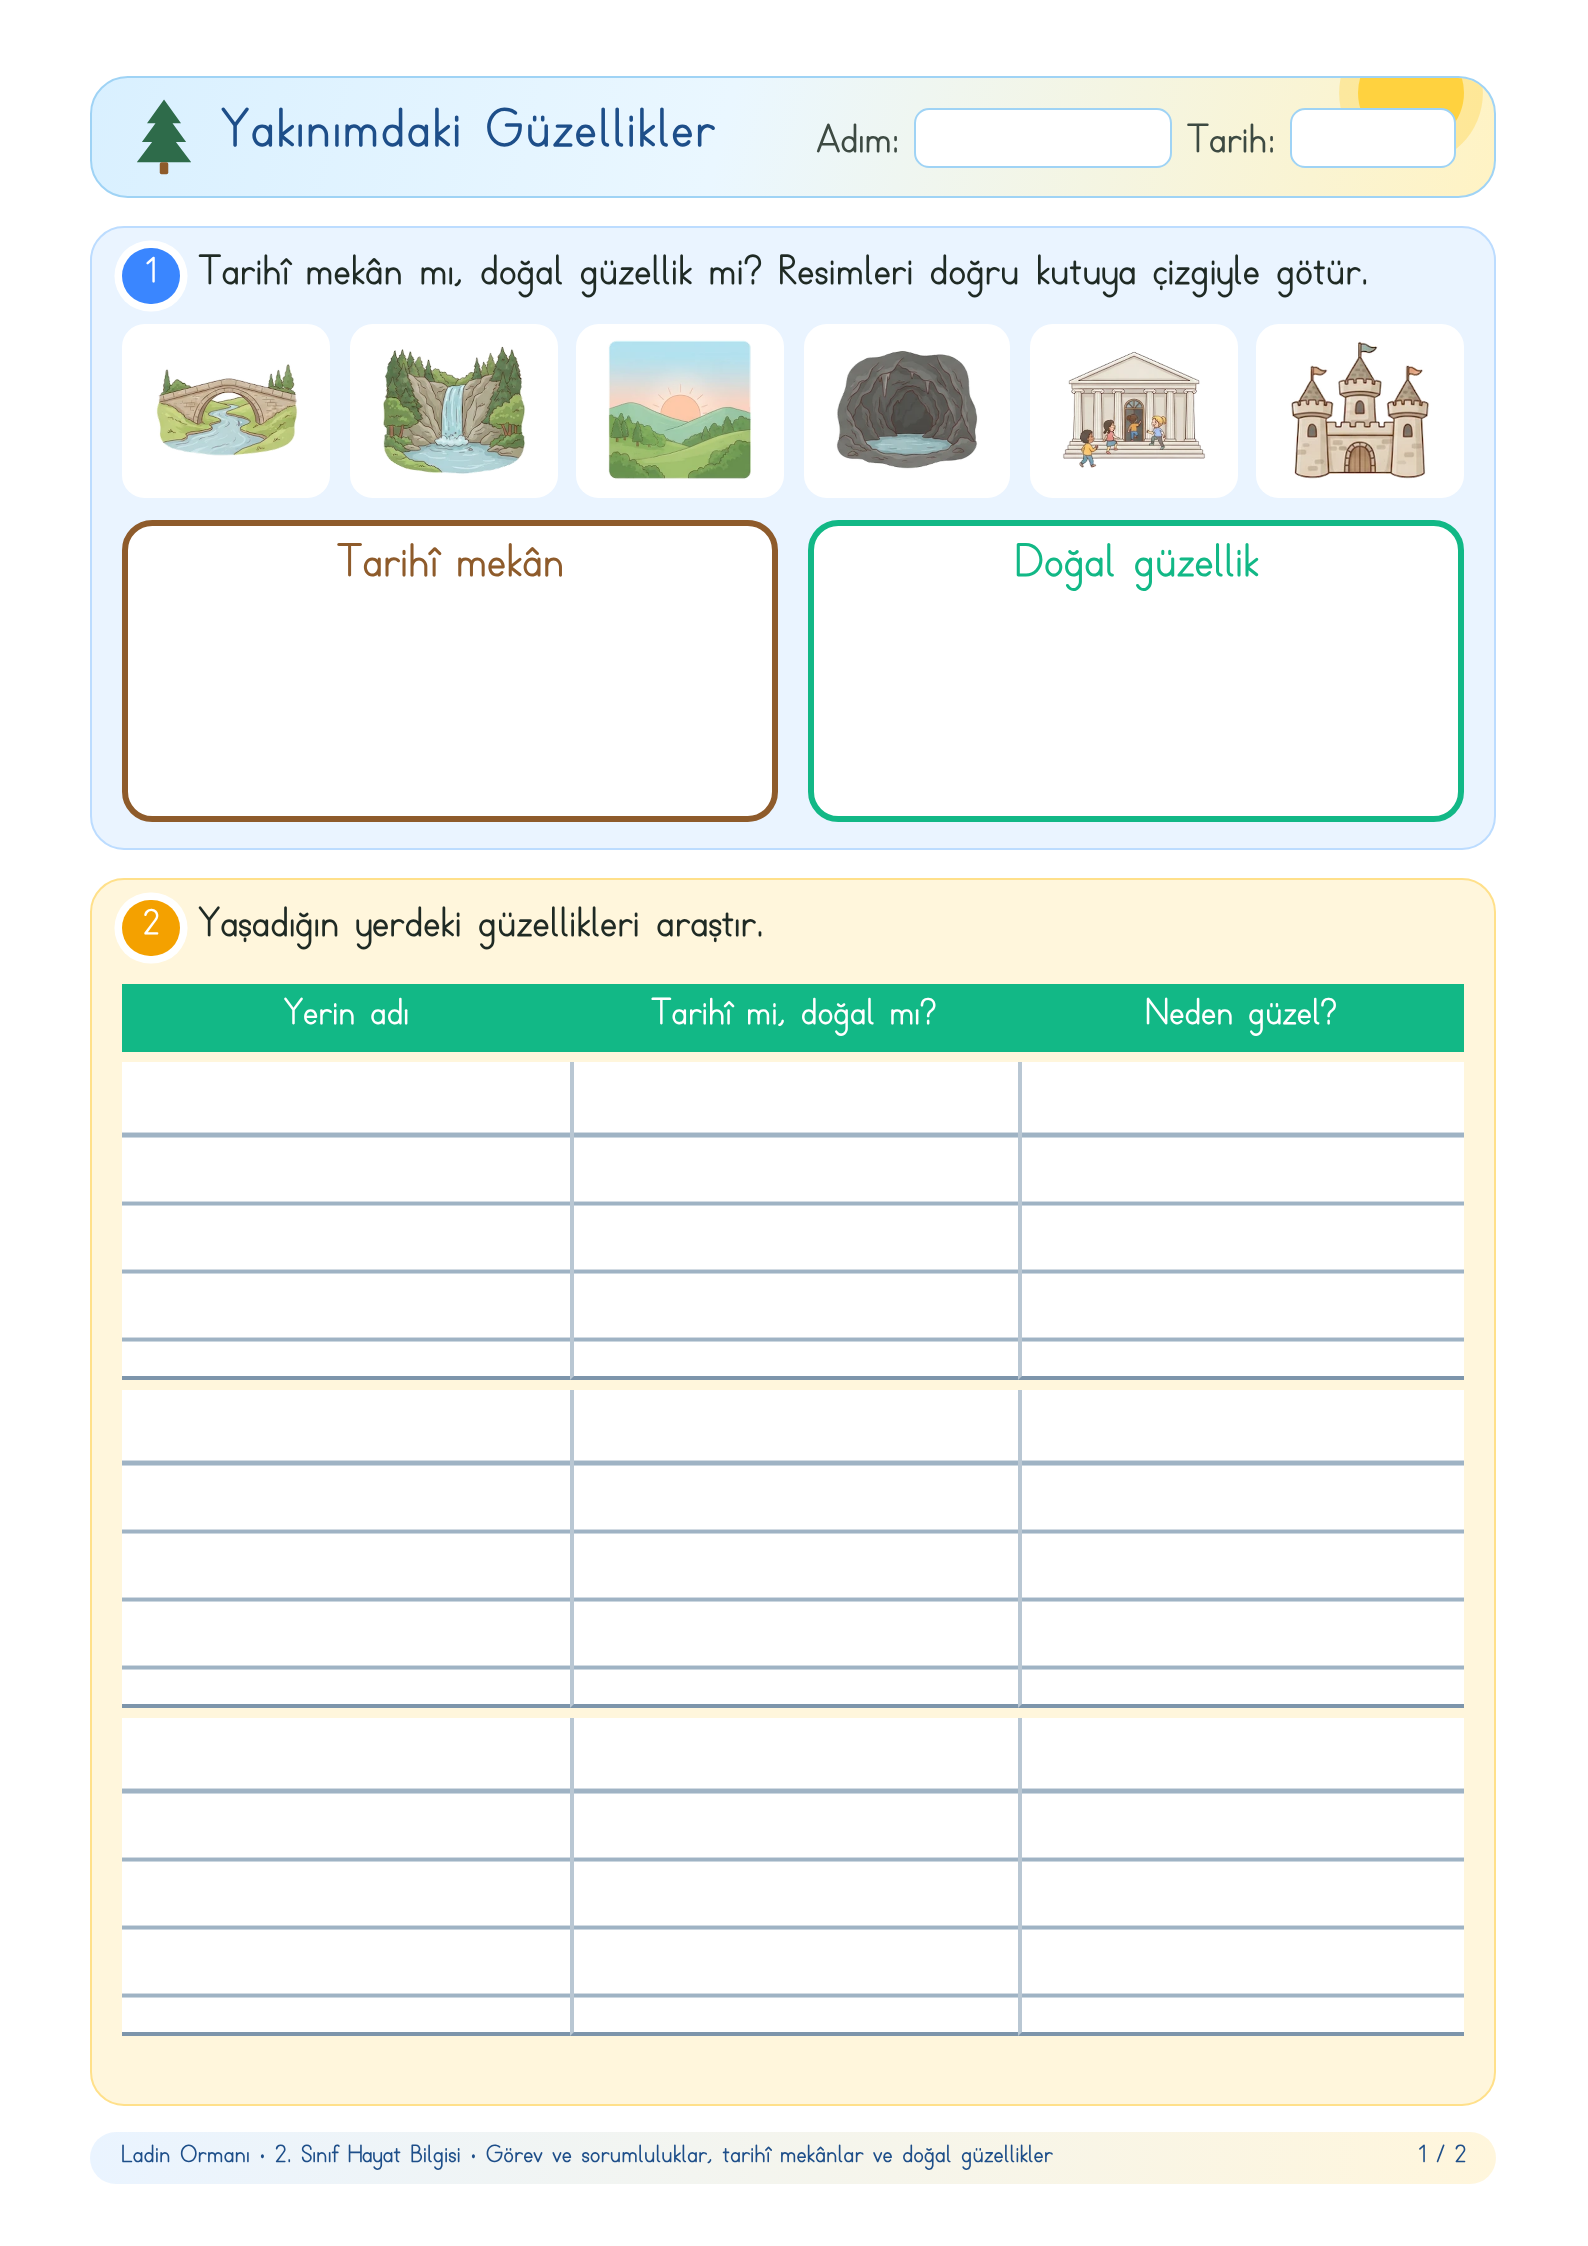 Yakınımdaki Güzellikler
Adım:
Tarih:
1
Tarihî mekân mı, doğal güzellik mi? Resimleri doğru kutuya çizgiyle götür.
Tarihî mekân
Doğal güzellik
2
Yaşadığın yerdeki güzellikleri araştır.
Yerin adı
Tarihî mi, doğal mı?
Neden güzel?
Ladin Ormanı • 2. Sınıf Hayat Bilgisi • Görev ve sorumluluklar, tarihî mekânlar ve doğal güzellikler
1 / 2